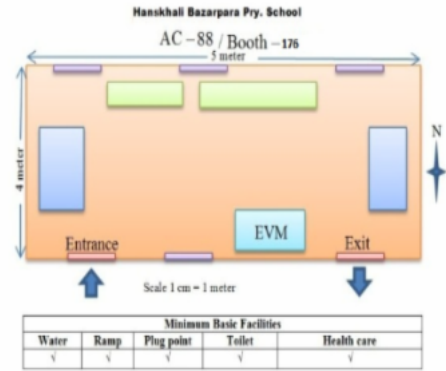 Hanskhali Bazarpara Pry. School
AC – 88 / Booth – 176
5 meter
4 meter
N
EVM
Entrance
Exit
Scale 1 cm = 1 meter
Minimum Basic Facilities
Water Ramp Plug point Toilet Health care
√ √ √ √ √